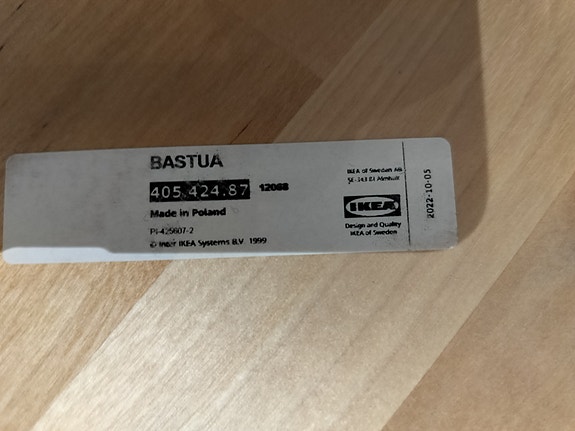 BASTUA
405.424.87 12088
Made in Poland
PI-425607-2
© Inter IKEA Systems B.V. 1999
IKEA of Sweden AB
SE-343 81 Älmhult
IKEA
Design and Quality
IKEA of Sweden
2022-10-05